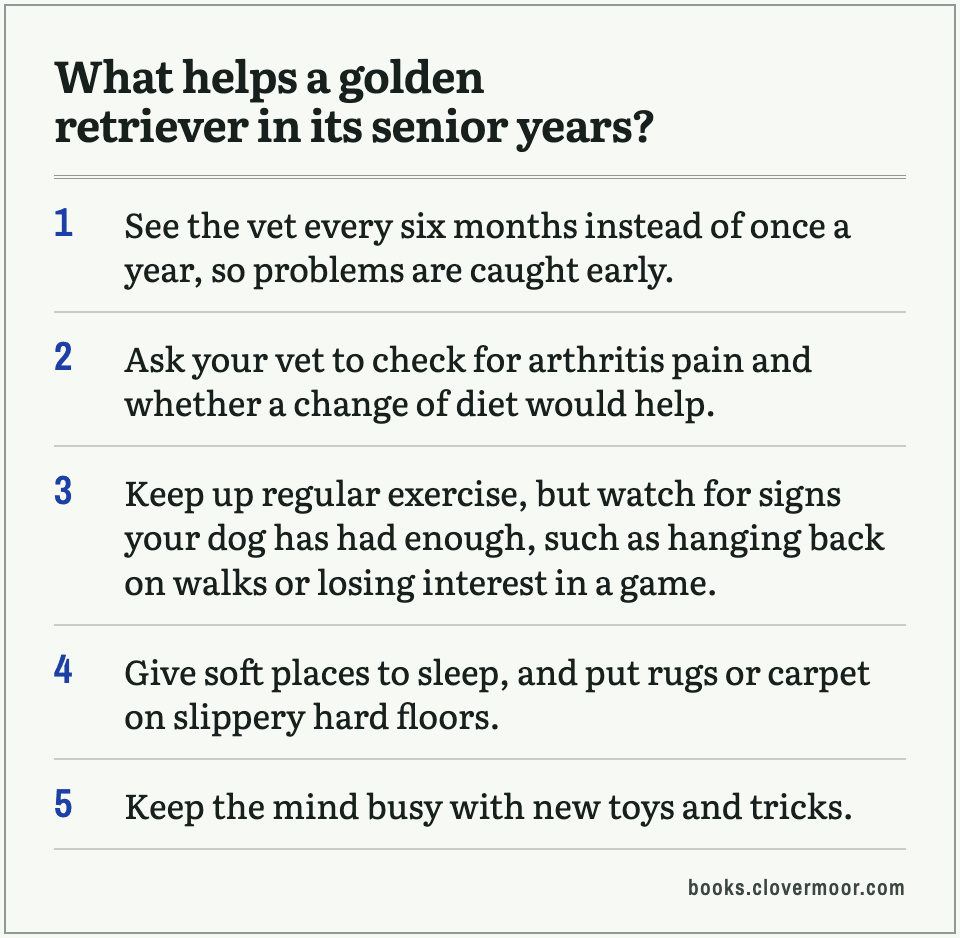 What helps a golden
retriever in its senior years?
1 See the vet every six months instead of once a
year, so problems are caught early.
2 Ask your vet to check for arthritis pain and
whether a change of diet would help.
3 Keep up regular exercise, but watch for signs
your dog has had enough, such as hanging back
on walks or losing interest in a game.
4 Give soft places to sleep, and put rugs or carpet
on slippery hard floors.
5 Keep the mind busy with new toys and tricks.
books.clovermoor.com